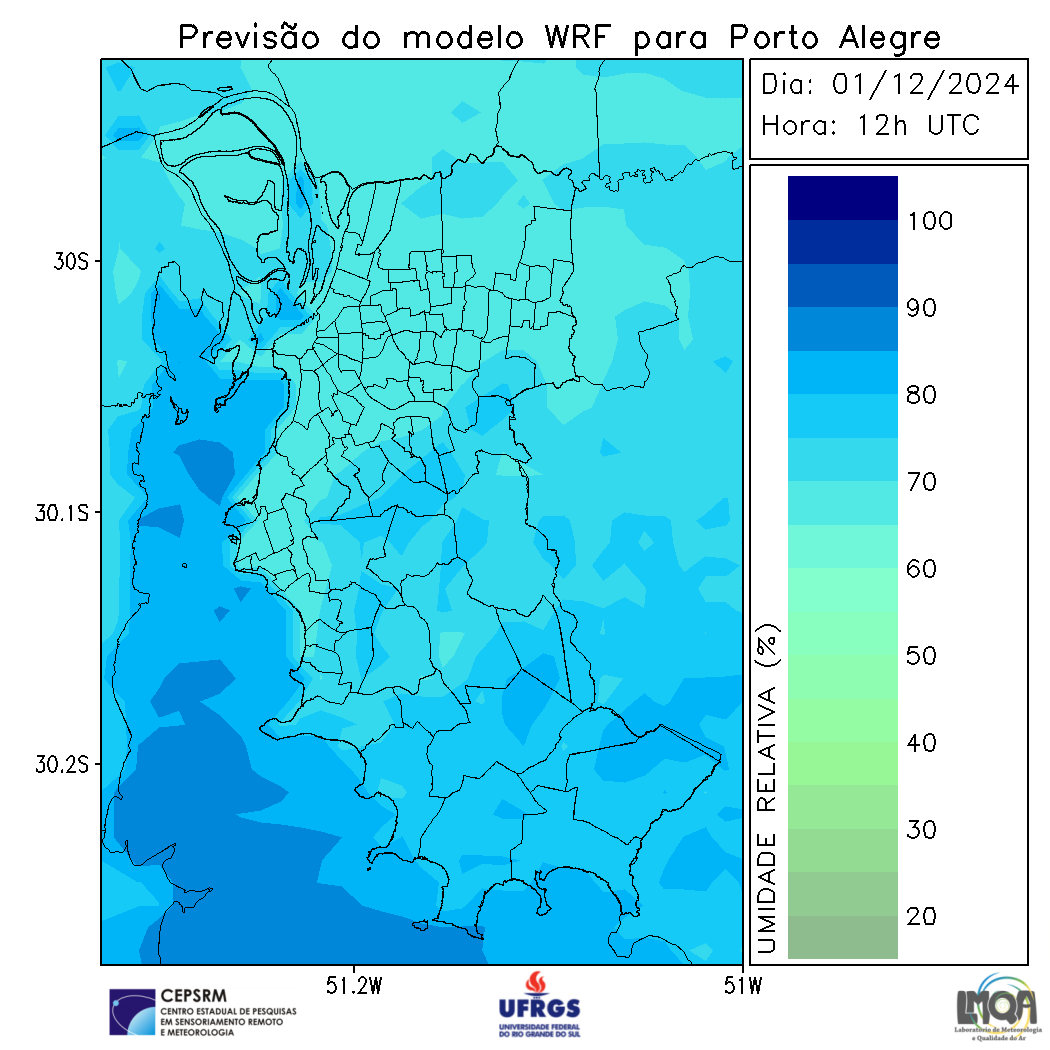 Previsão do modelo WRF para Porto Alegre
Dia: 01/12/2024
Hora: 12h UTC
30S
30.1S
30.2S
51.2W
51W
UMIDADE RELATIVA (%)
100
90
80
70
60
50
40
30
20
CEPSRM
CENTRO ESTADUAL DE PESQUISAS
EM SENSORIAMENTO REMOTO
E METEOROLOGIA
UFRGS
UNIVERSIDADE FEDERAL
DO RIO GRANDE DO SUL
LMQA
Laboratório de Meteorologia
e Qualidade do Ar